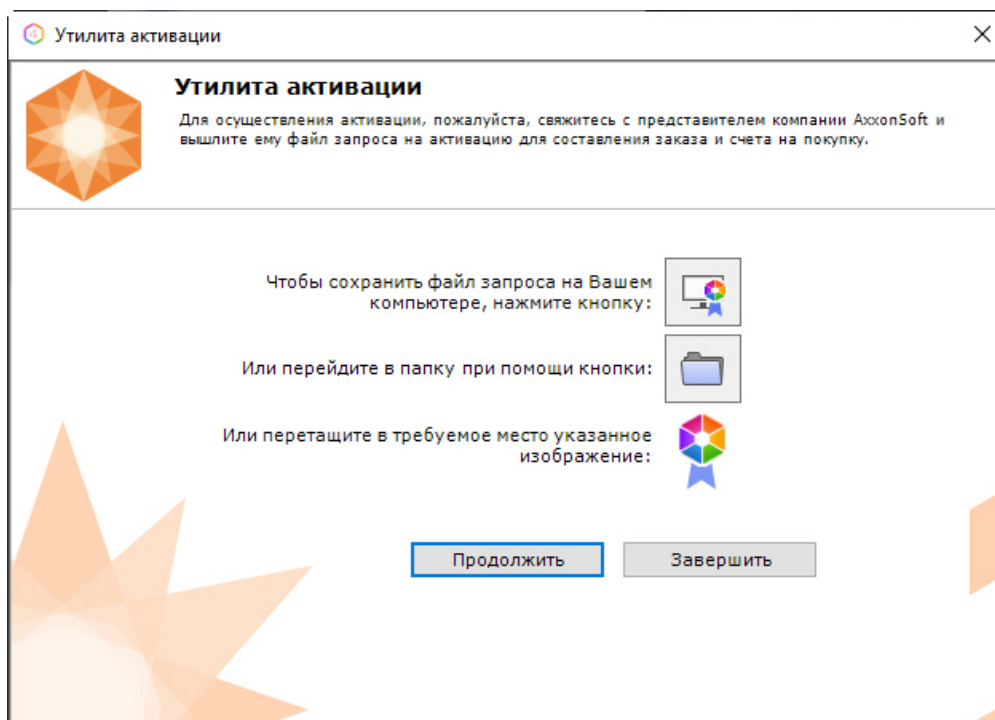 Утилита активации
Утилита активации
Для осуществления активации, пожалуйста, свяжитесь с представителем компании AxxonSoft и
вышлите ему файл запроса на активацию для составления заказа и счета на покупку.
Чтобы сохранить файл запроса на Вашем
компьютере, нажмите кнопку:
Или перейдите в папку при помощи кнопки:
Или перетащите в требуемое место указанное
изображение:
Продолжить
Завершить